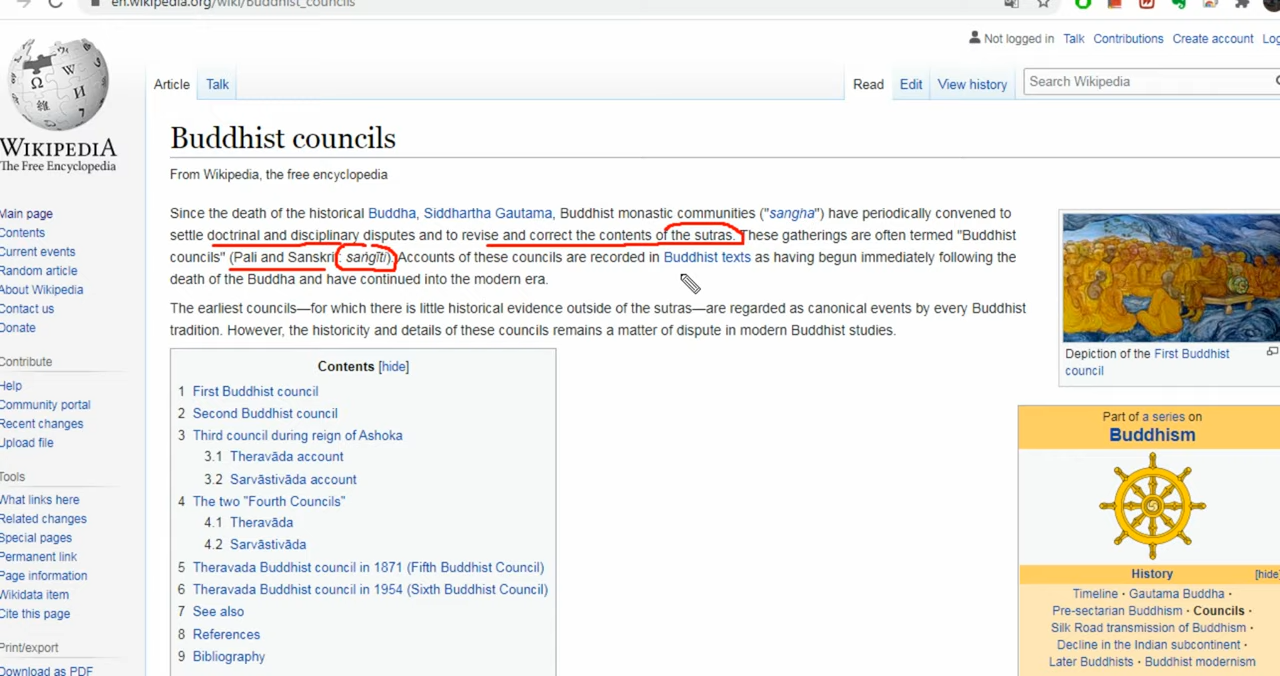 en.wikipedia.org/wiki/Buddhist_councils
Not logged in Talk Contributions Create account
Article Talk Read Edit View history Search Wikipedia
WIKIPEDIA
The Free Encyclopedia
Main page
Contents
Current events
Random article
About Wikipedia
Contact us
Donate
Contribute
Help
Community portal
Recent changes
Upload file
Tools
What links here
Related changes
Special pages
Permanent link
Page information
Wikidata item
Cite this page
Print/export
Download as PDF
Buddhist councils
From Wikipedia, the free encyclopedia
Since the death of the historical Buddha, Siddhartha Gautama, Buddhist monastic communities ("sangha") have periodically convened to
settle doctrinal and disciplinary disputes and to revise and correct the contents of the sutras. These gatherings are often termed "Buddhist
councils" (Pali and Sanskrit: saṅgīti). Accounts of these councils are recorded in Buddhist texts as having begun immediately following the
death of the Buddha and have continued into the modern era.
The earliest councils—for which there is little historical evidence outside of the sutras—are regarded as canonical events by every Buddhist
tradition. However, the historicity and details of these councils remains a matter of dispute in modern Buddhist studies.
Contents [hide]
1 First Buddhist council
2 Second Buddhist council
3 Third council during reign of Ashoka
3.1 Theravāda account
3.2 Sarvāstivāda account
4 The two "Fourth Councils"
4.1 Theravāda
4.2 Sarvāstivāda
5 Theravada Buddhist council in 1871 (Fifth Buddhist Council)
6 Theravada Buddhist council in 1954 (Sixth Buddhist Council)
7 See also
8 References
9 Bibliography
Depiction of the First Buddhist
council
Part of a series on
Buddhism
History [hide]
Timeline · Gautama Buddha ·
Pre-sectarian Buddhism · Councils ·
Silk Road transmission of Buddhism ·
Decline in the Indian subcontinent ·
Later Buddhists · Buddhist modernism